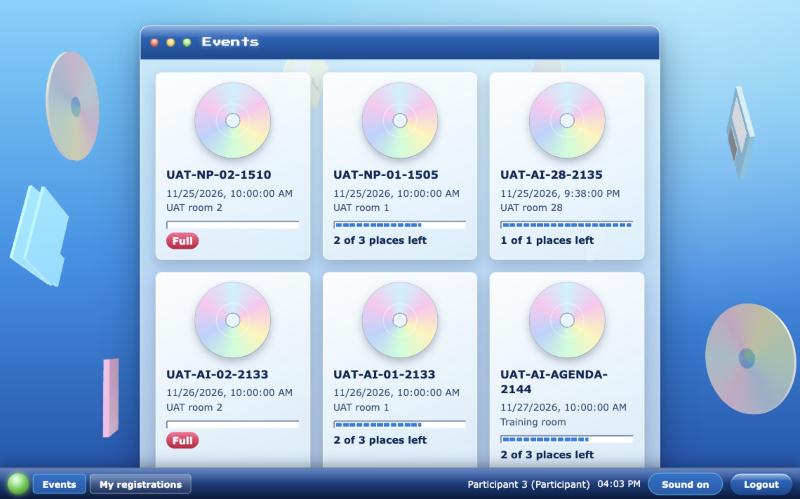 Events
UAT-NP-02-1510
11/25/2026, 10:00:00 AM
UAT room 2
Full
UAT-NP-01-1505
11/25/2026, 10:00:00 AM
UAT room 1
2 of 3 places left
UAT-AI-28-2135
11/25/2026, 9:38:00 PM
UAT room 28
1 of 1 places left
UAT-AI-02-2133
11/26/2026, 10:00:00 AM
UAT room 2
Full
UAT-AI-01-2133
11/26/2026, 10:00:00 AM
UAT room 1
2 of 3 places left
UAT-AI-AGENDA-
2144
11/27/2026, 10:00:00 AM
Training room
2 of 3 places left
Events
My registrations
Participant 3 (Participant)
04:03 PM
Sound on
Logout